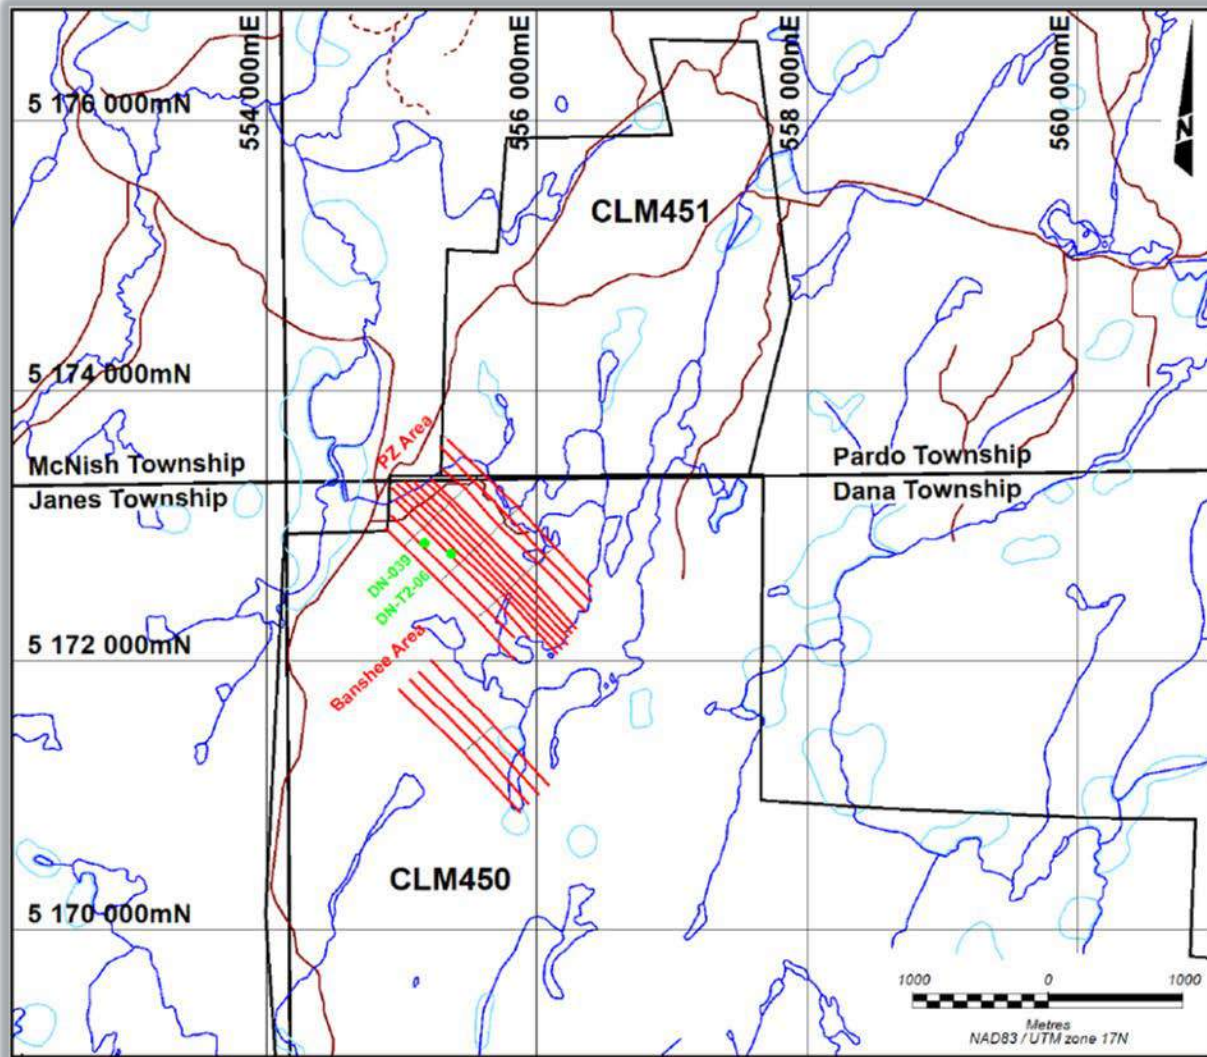 554 000mE
556 000mE
558 000mE
560 000mE
5 176 000mN
N
CLM451
5 174 000mN
PZ Area
McNish Township
Pardo Township
Janes Township
Dana Township
DN-039
DN-T2-06
5 172 000mN
Banshee Area
CLM450
5 170 000mN
1000 0 1000
Metres
NAD83 / UTM zone 17N